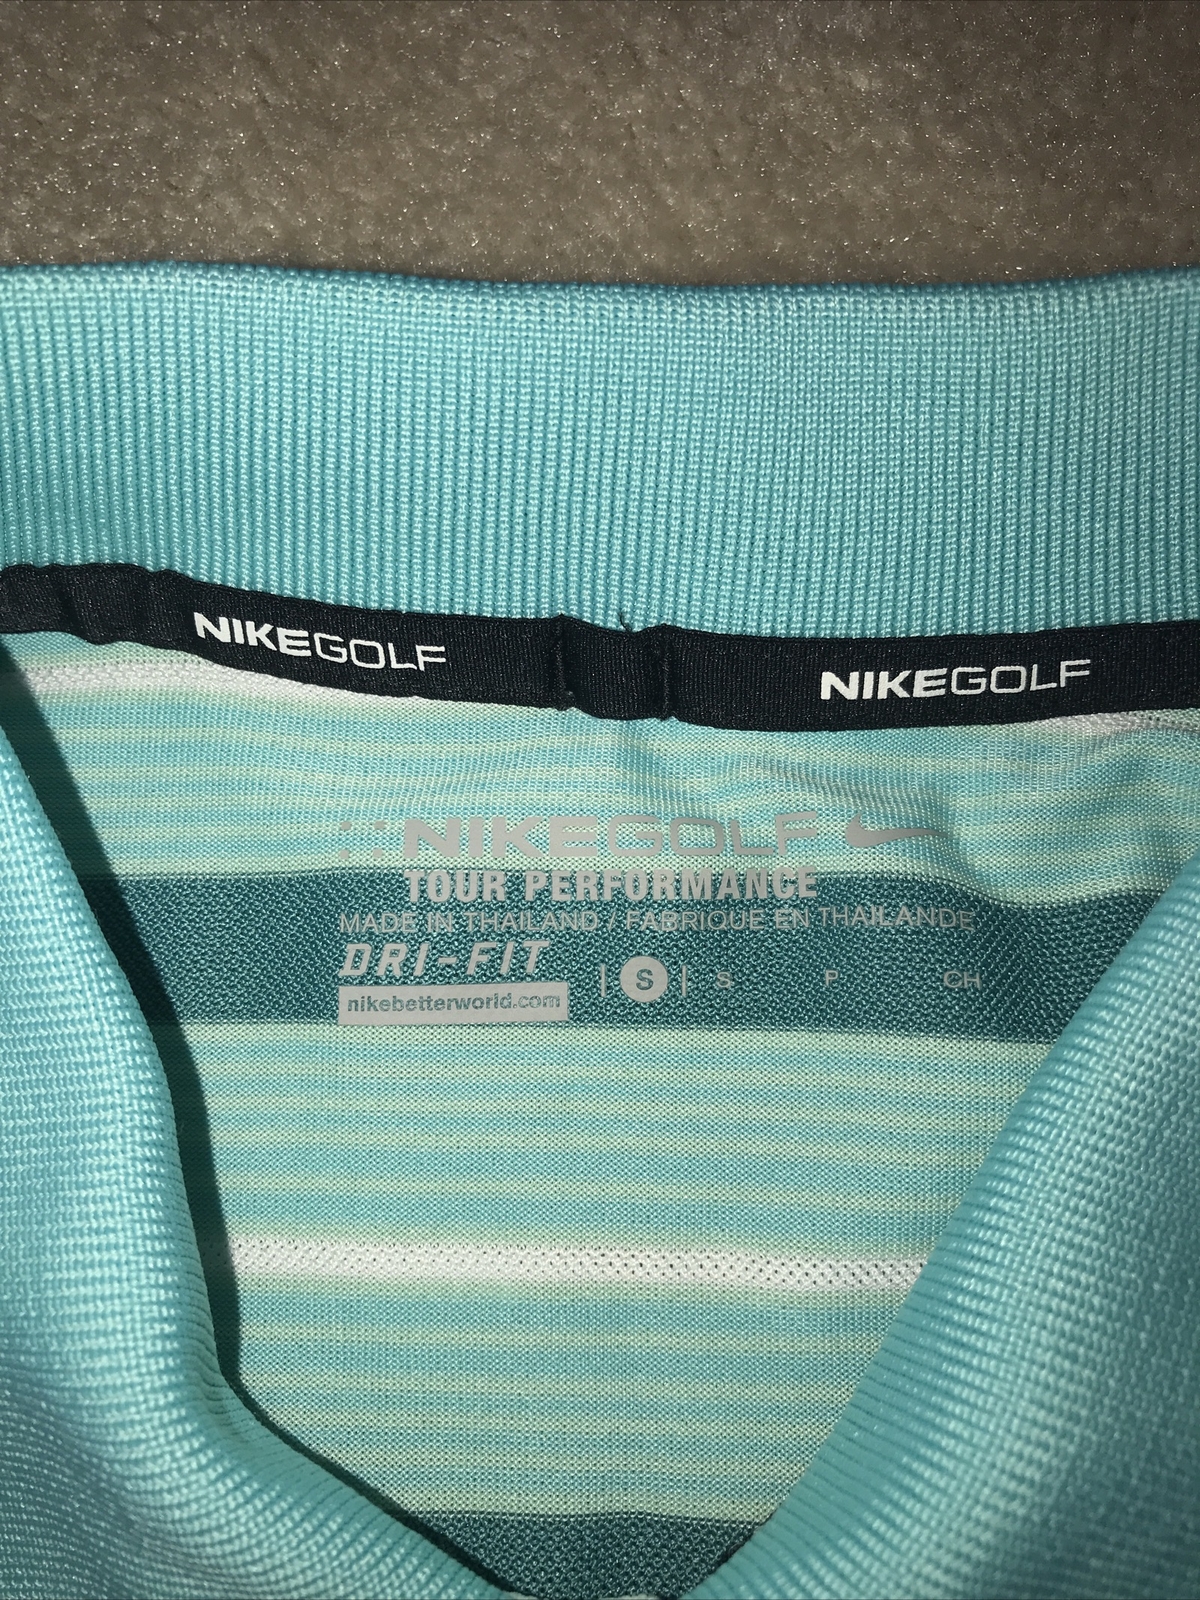 NIKEGOLF
NIKEGOLF
NIKEGOLF
TOUR PERFORMANCE
MADE IN THAILAND / FABRIQUE EN THAILANDE
DRI-FIT
| S | S P CH
nikebetterworld.com